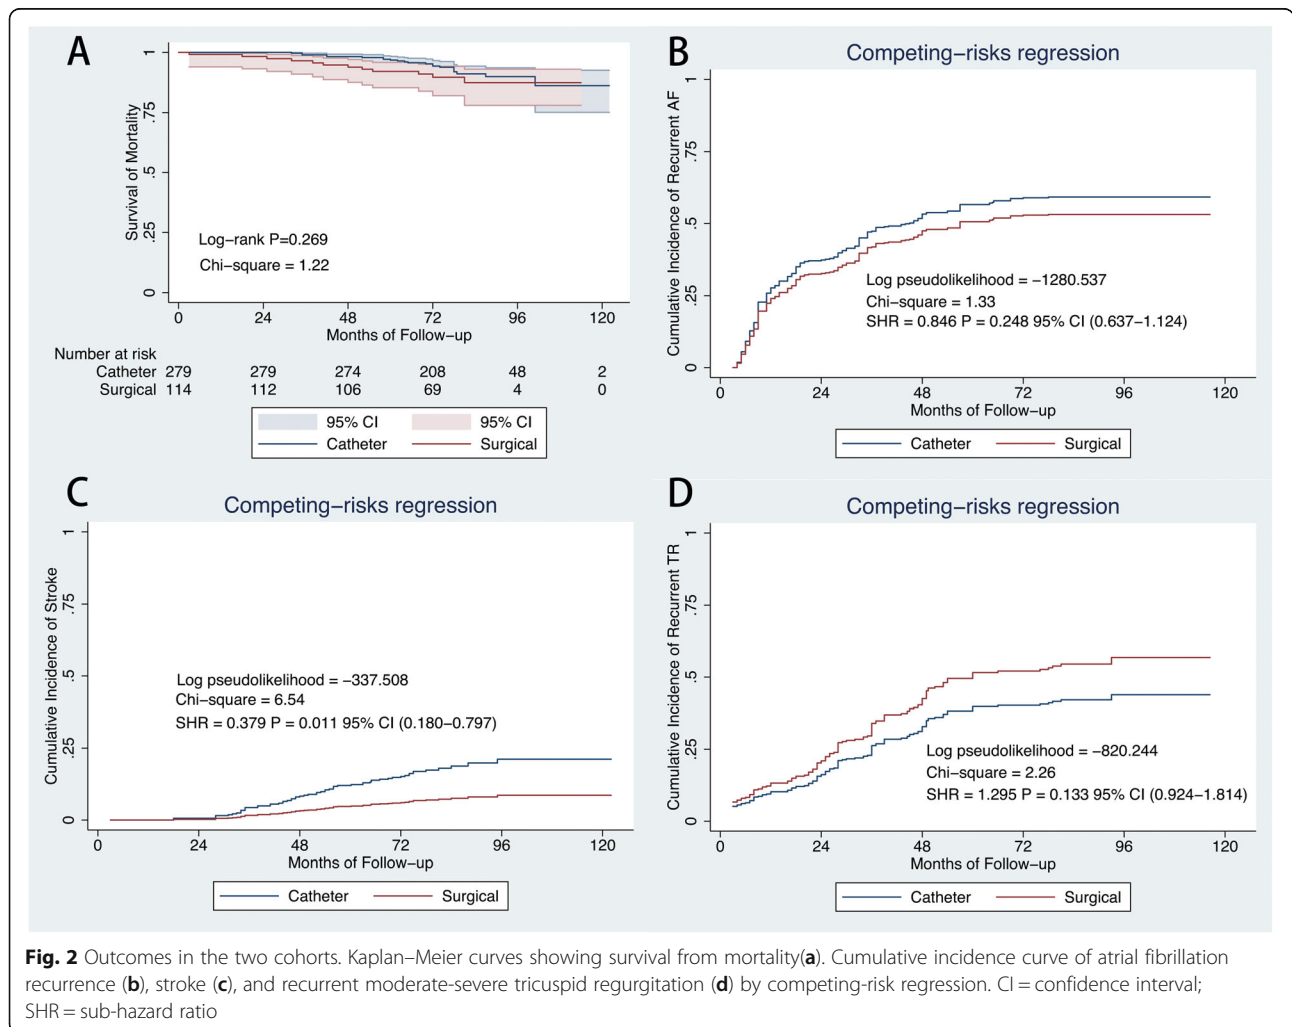 A
Survival of Mortality
1
.75
.5
.25
0
Log−rank P=0.269
Chi−square = 1.22
0 24 48 72 96 120
Months of Follow−up
Number at risk
Catheter 279 279 274 208 48 2
Surgical 114 112 106 69 4 0
95% CI 95% CI
Catheter Surgical
B
Competing−risks regression
Cumulative Incidence of Recurrent AF
1
.75
.5
.25
0
Log pseudolikelihood = −1280.537
Chi−square = 1.33
SHR = 0.846 P = 0.248 95% CI (0.637−1.124)
0 24 48 72 96 120
Months of Follow−up
Catheter Surgical
C
Competing−risks regression
Cumulative Incidence of Stroke
1
.75
.5
.25
0
Log pseudolikelihood = −337.508
Chi−square = 6.54
SHR = 0.379 P = 0.011 95% CI (0.180−0.797)
0 24 48 72 96 120
Months of Follow−up
Catheter Surgical
D
Competing−risks regression
Cumulative Incidence of Recurrent TR
1
.75
.5
.25
0
Log pseudolikelihood = −820.244
Chi−square = 2.26
SHR = 1.295 P = 0.133 95% CI (0.924−1.814)
0 24 48 72 96 120
Months of Follow−up
Catheter Surgical
Fig. 2 Outcomes in the two cohorts. Kaplan–Meier curves showing survival from mortality(a). Cumulative incidence curve of atrial fibrillation
recurrence (b), stroke (c), and recurrent moderate-severe tricuspid regurgitation (d) by competing-risk regression. CI = confidence interval;
SHR = sub-hazard ratio